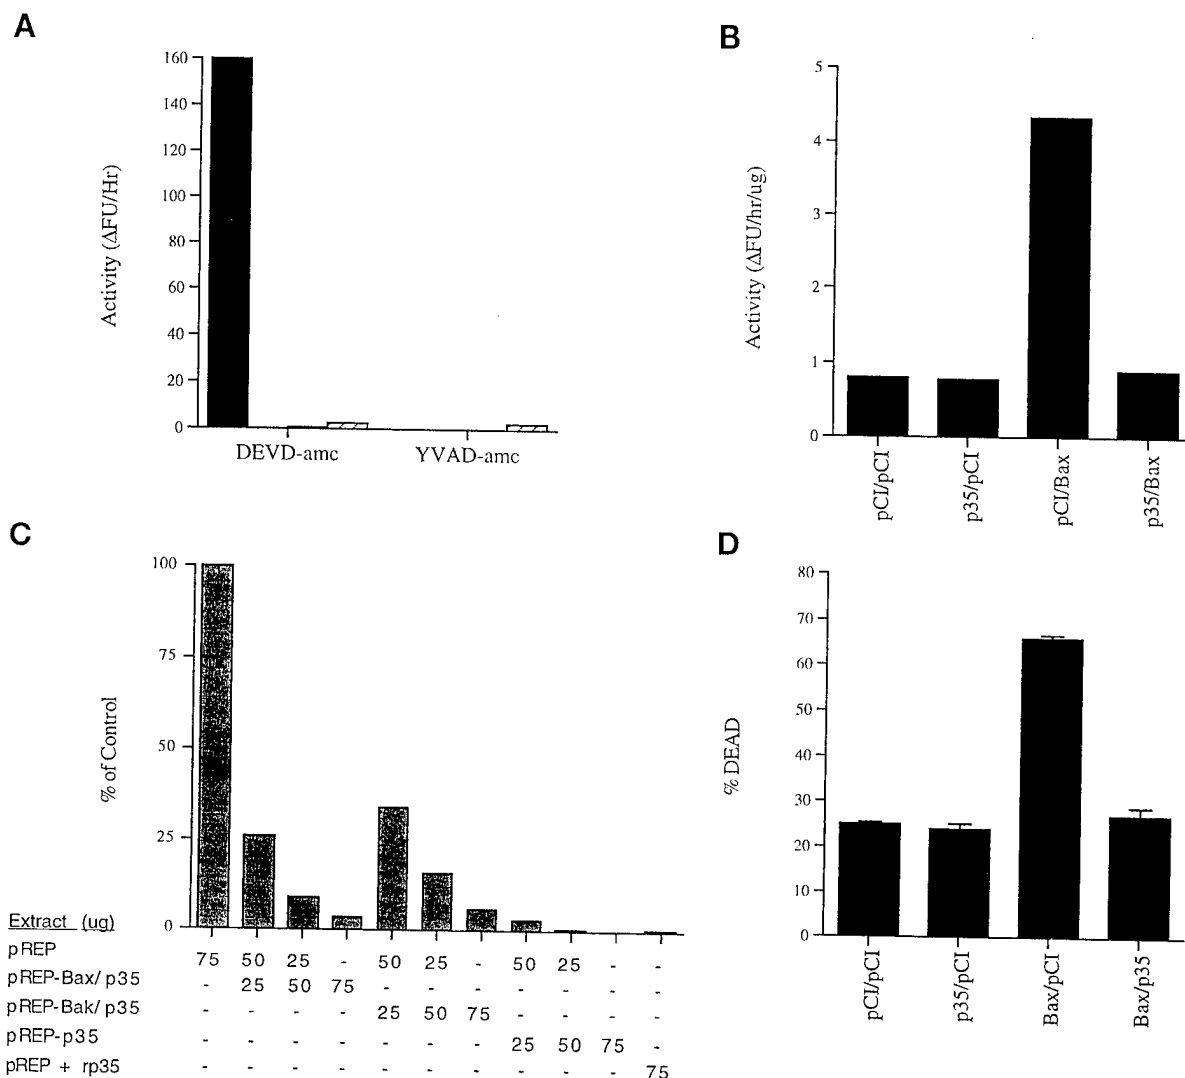 A
160
140
120
100
80
60
40
20
0
Activity (ΔFU/Hr)
DEVD-amc YVAD-amc
B
5
4
3
2
1
0
Activity (ΔFU/hr/ug)
pCI/pCI
p35/pCI
pCI/Bax
p35/Bax
C
100
75
50
25
0
% of Control
Extract (ug)
pREP 75 50 25 - 50 25 - 50 25 - -
pREP-Bax/p35 - 25 50 75 - - - - - - -
pREP-Bak/p35 - - - - 25 50 75 - - - -
pREP-p35 - - - - - - - 25 50 75 -
pREP + rp35 - - - - - - - - - - 75
D
80
70
60
50
40
30
20
10
0
% DEAD
pCI/pCI
p35/pCI
Bax/pCI
Bax/p35